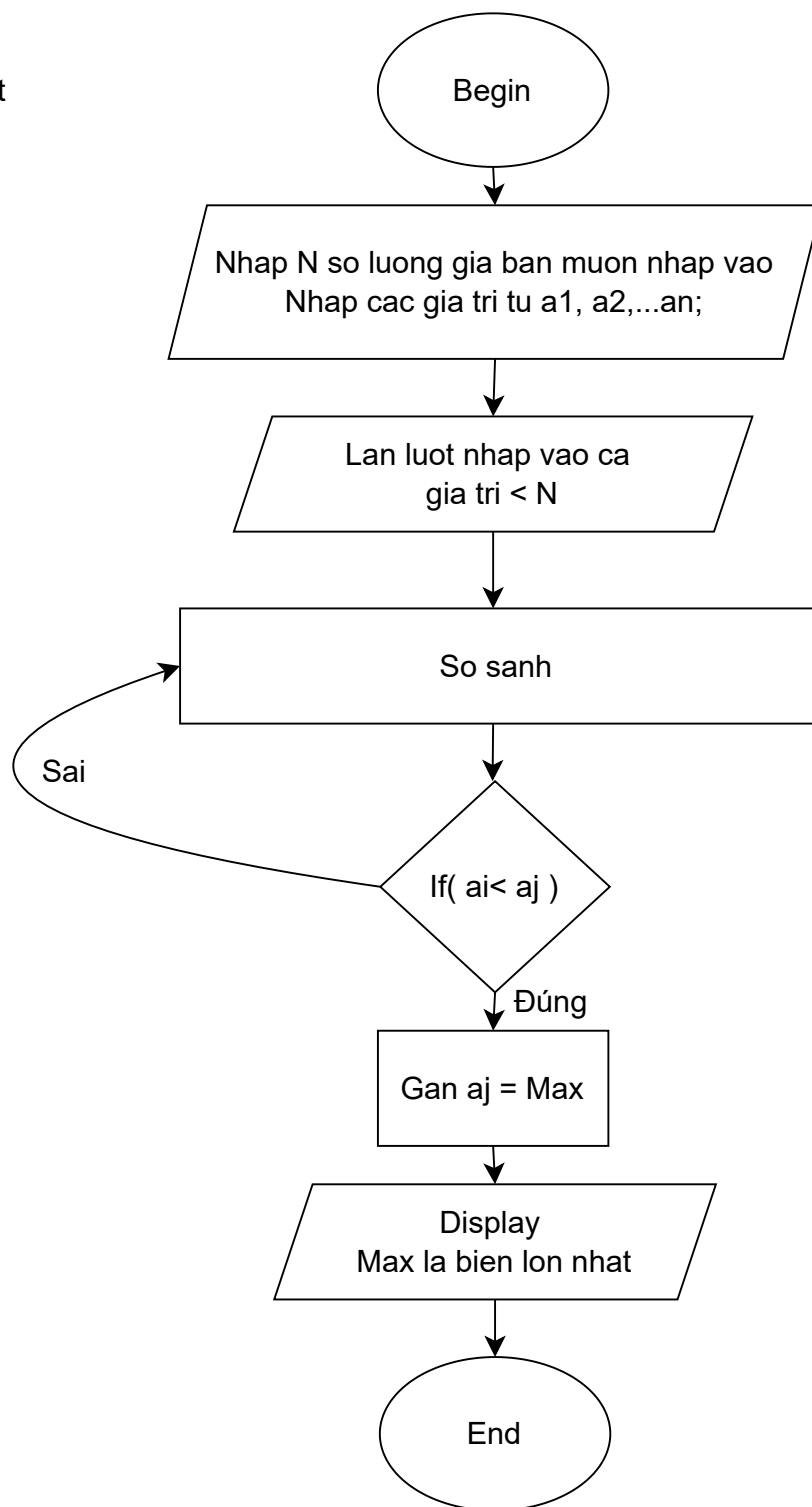 t
Begin
Nhap N so luong gia ban muon nhap vao
Nhap cac gia tri tu a1, a2,...an;
Lan luot nhap vao ca
gia tri < N
So sanh
Sai
If( ai< aj )
Đúng
Gan aj = Max
Display
Max la bien lon nhat
End